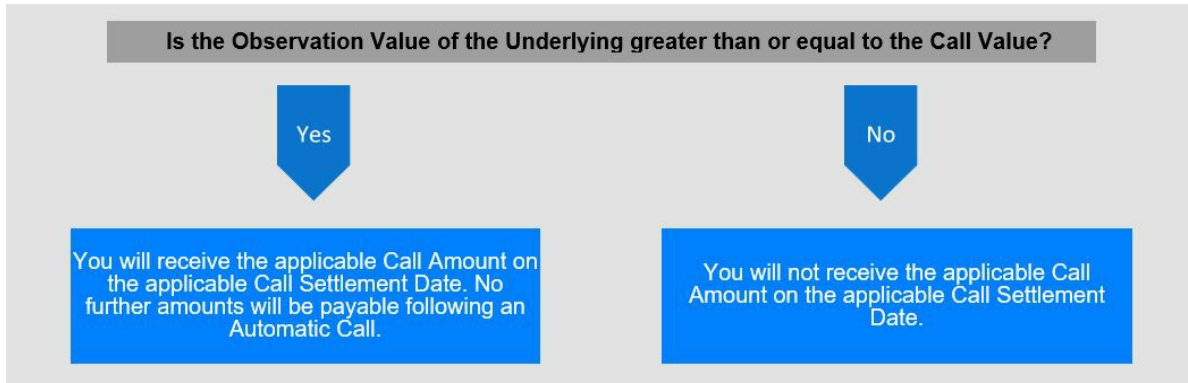 Is the Observation Value of the Underlying greater than or equal to the Call Value?
Yes
No
You will receive the applicable Call Amount on
the applicable Call Settlement Date. No
further amounts will be payable following an
Automatic Call.
You will not receive the applicable Call
Amount on the applicable Call Settlement
Date.